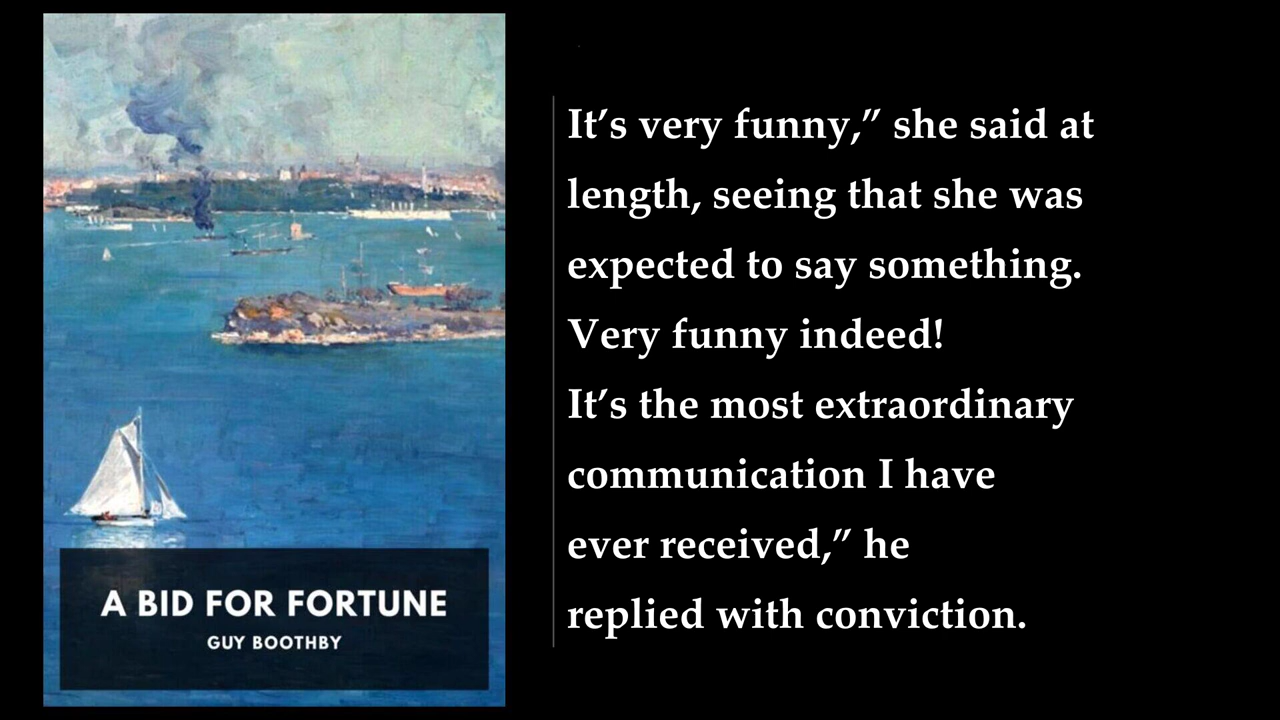 A BID FOR FORTUNE
GUY BOOTHBY
It’s very funny,” she said at
length, seeing that she was
expected to say something.
Very funny indeed!
It’s the most extraordinary
communication I have
ever received,” he
replied with conviction.